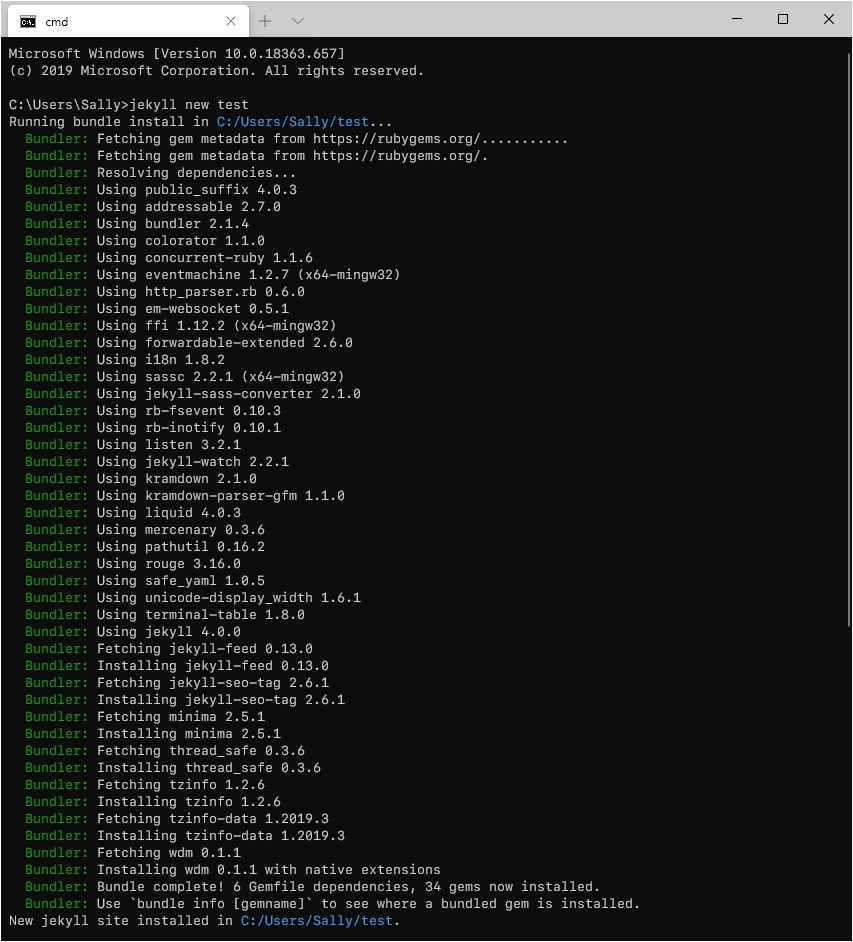 cmd
Microsoft Windows [Version 10.0.18363.657]
(c) 2019 Microsoft Corporation. All rights reserved.
C:\Users\Sally>jekyll new test
Running bundle install in C:/Users/Sally/test...
Bundler: Fetching gem metadata from https://rubygems.org/...........
Bundler: Fetching gem metadata from https://rubygems.org/.
Bundler: Resolving dependencies...
Bundler: Using public_suffix 4.0.3
Bundler: Using addressable 2.7.0
Bundler: Using bundler 2.1.4
Bundler: Using colorator 1.1.0
Bundler: Using concurrent-ruby 1.1.6
Bundler: Using eventmachine 1.2.7 (x64-mingw32)
Bundler: Using http_parser.rb 0.6.0
Bundler: Using em-websocket 0.5.1
Bundler: Using ffi 1.12.2 (x64-mingw32)
Bundler: Using forwardable-extended 2.6.0
Bundler: Using i18n 1.8.2
Bundler: Using sassc 2.2.1 (x64-mingw32)
Bundler: Using jekyll-sass-converter 2.1.0
Bundler: Using rb-fsevent 0.10.3
Bundler: Using rb-inotify 0.10.1
Bundler: Using listen 3.2.1
Bundler: Using jekyll-watch 2.2.1
Bundler: Using kramdown 2.1.0
Bundler: Using kramdown-parser-gfm 1.1.0
Bundler: Using liquid 4.0.3
Bundler: Using mercenary 0.3.6
Bundler: Using pathutil 0.16.2
Bundler: Using rouge 3.16.0
Bundler: Using safe_yaml 1.0.5
Bundler: Using unicode-display_width 1.6.1
Bundler: Using terminal-table 1.8.0
Bundler: Using jekyll 4.0.0
Bundler: Fetching jekyll-feed 0.13.0
Bundler: Installing jekyll-feed 0.13.0
Bundler: Fetching jekyll-seo-tag 2.6.1
Bundler: Installing jekyll-seo-tag 2.6.1
Bundler: Fetching minima 2.5.1
Bundler: Installing minima 2.5.1
Bundler: Fetching thread_safe 0.3.6
Bundler: Installing thread_safe 0.3.6
Bundler: Fetching tzinfo 1.2.6
Bundler: Installing tzinfo 1.2.6
Bundler: Fetching tzinfo-data 1.2019.3
Bundler: Installing tzinfo-data 1.2019.3
Bundler: Fetching wdm 0.1.1
Bundler: Installing wdm 0.1.1 with native extensions
Bundler: Bundle complete! 6 Gemfile dependencies, 34 gems now installed.
Bundler: Use `bundle info [gemname]` to see where a bundled gem is installed.
New jekyll site installed in C:/Users/Sally/test.